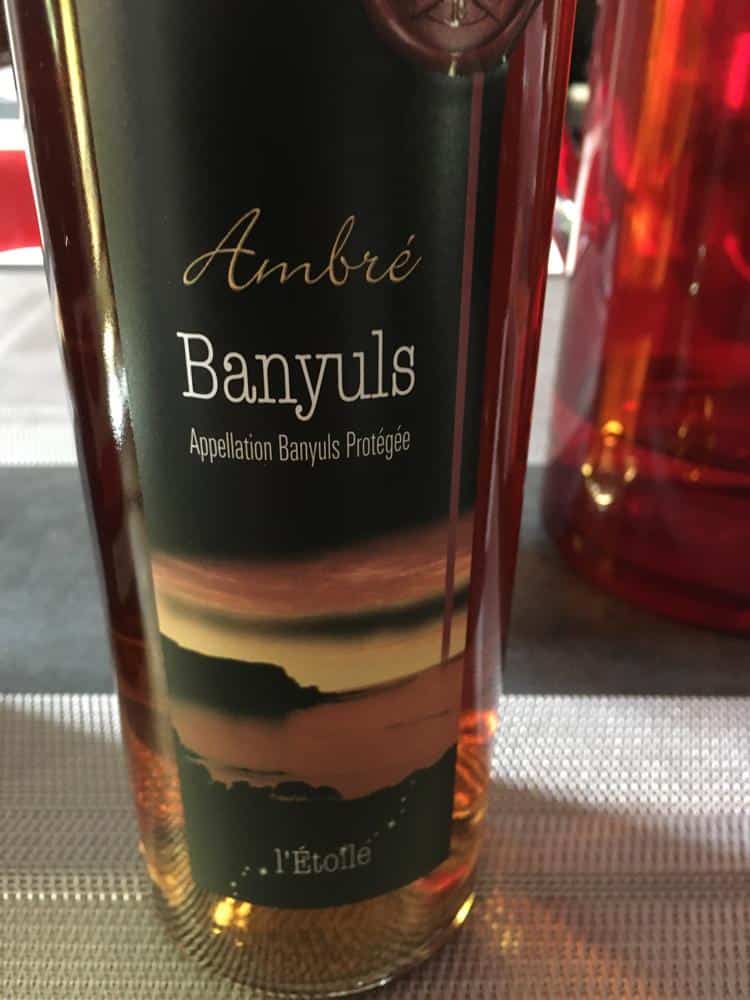 Ambré
Banyuls
Appellation Banyuls Protégée
l'Étoile